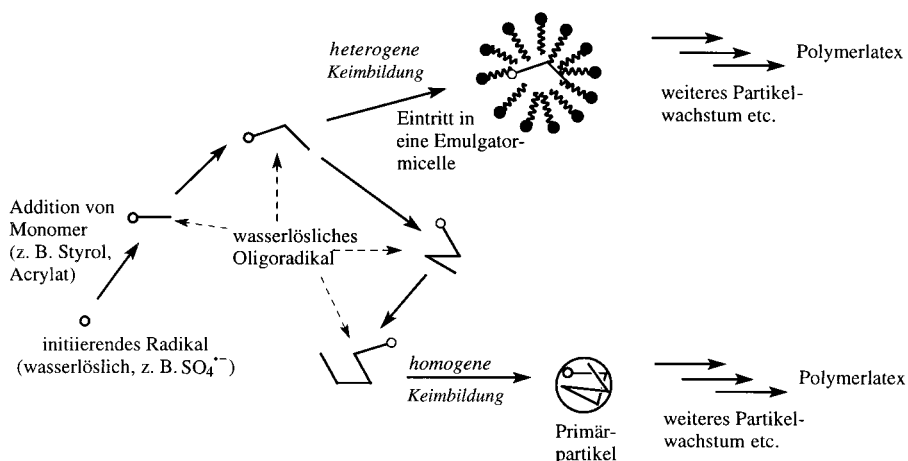 heterogene
Keimbildung
Eintritt in
eine Emulgator-
micelle
Polymerlatex
weiteres Partikel-
wachstum etc.
Addition von
Monomer
(z. B. Styrol,
Acrylat)
wasserlösliches
Oligoradikal
initiierendes Radikal
(wasserlöslich, z. B. SO₄•−)
homogene
Keimbildung
Primär-
partikel
Polymerlatex
weiteres Partikel-
wachstum etc.